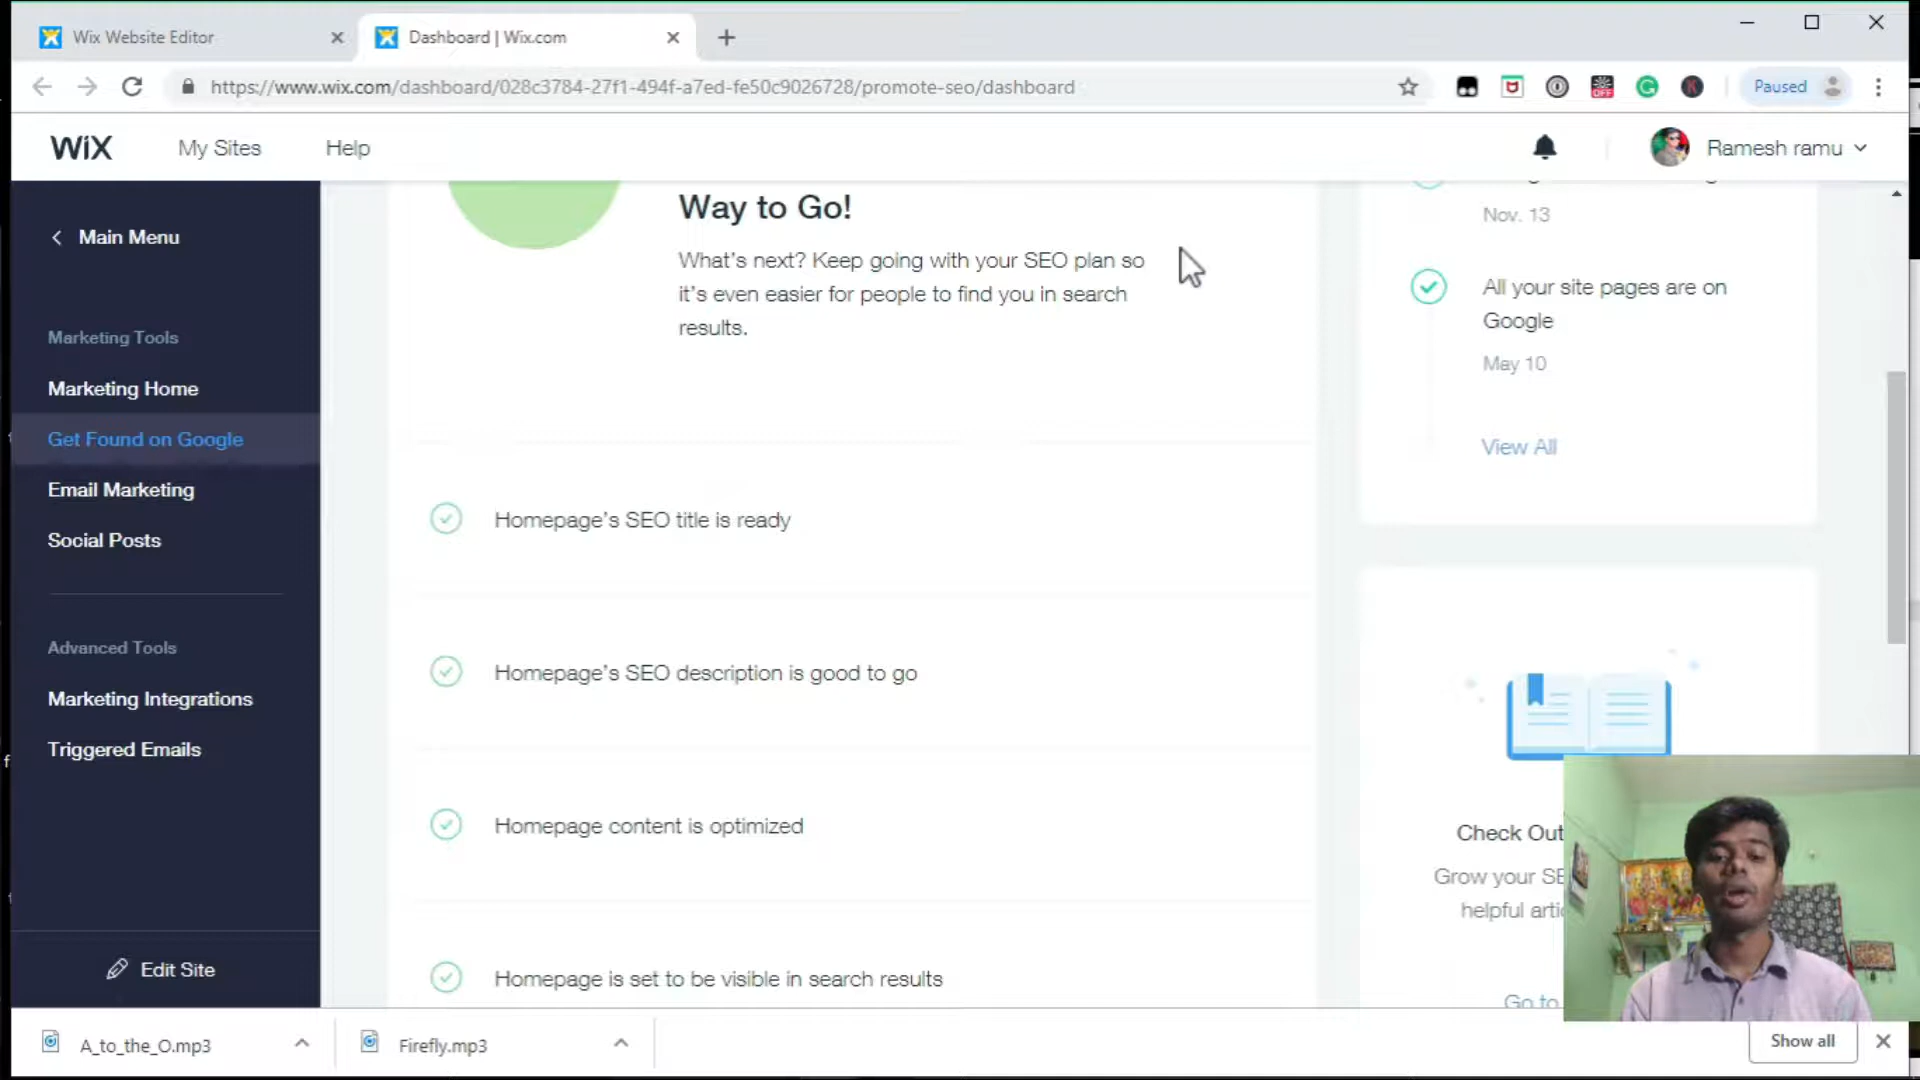 Wix Website Editor
Dashboard | Wix.com
https://www.wix.com/dashboard/028c3784-27f1-494f-a7ed-fe50c9026728/promote-seo/dashboard
OFF
Paused
WiX
My Sites
Help
Ramesh ramu
Main Menu
Marketing Tools
Marketing Home
Get Found on Google
Email Marketing
Social Posts
Advanced Tools
Marketing Integrations
Triggered Emails
Edit Site
Way to Go!
What's next? Keep going with your SEO plan so
it's even easier for people to find you in search
results.
Homepage's SEO title is ready
Homepage's SEO description is good to go
Homepage content is optimized
Homepage is set to be visible in search results
Nov. 13
All your site pages are on
Google
May 10
View All
Check Out
Grow your SE
helpful arti
Go to
A_to_the_O.mp3
Firefly.mp3
Show all